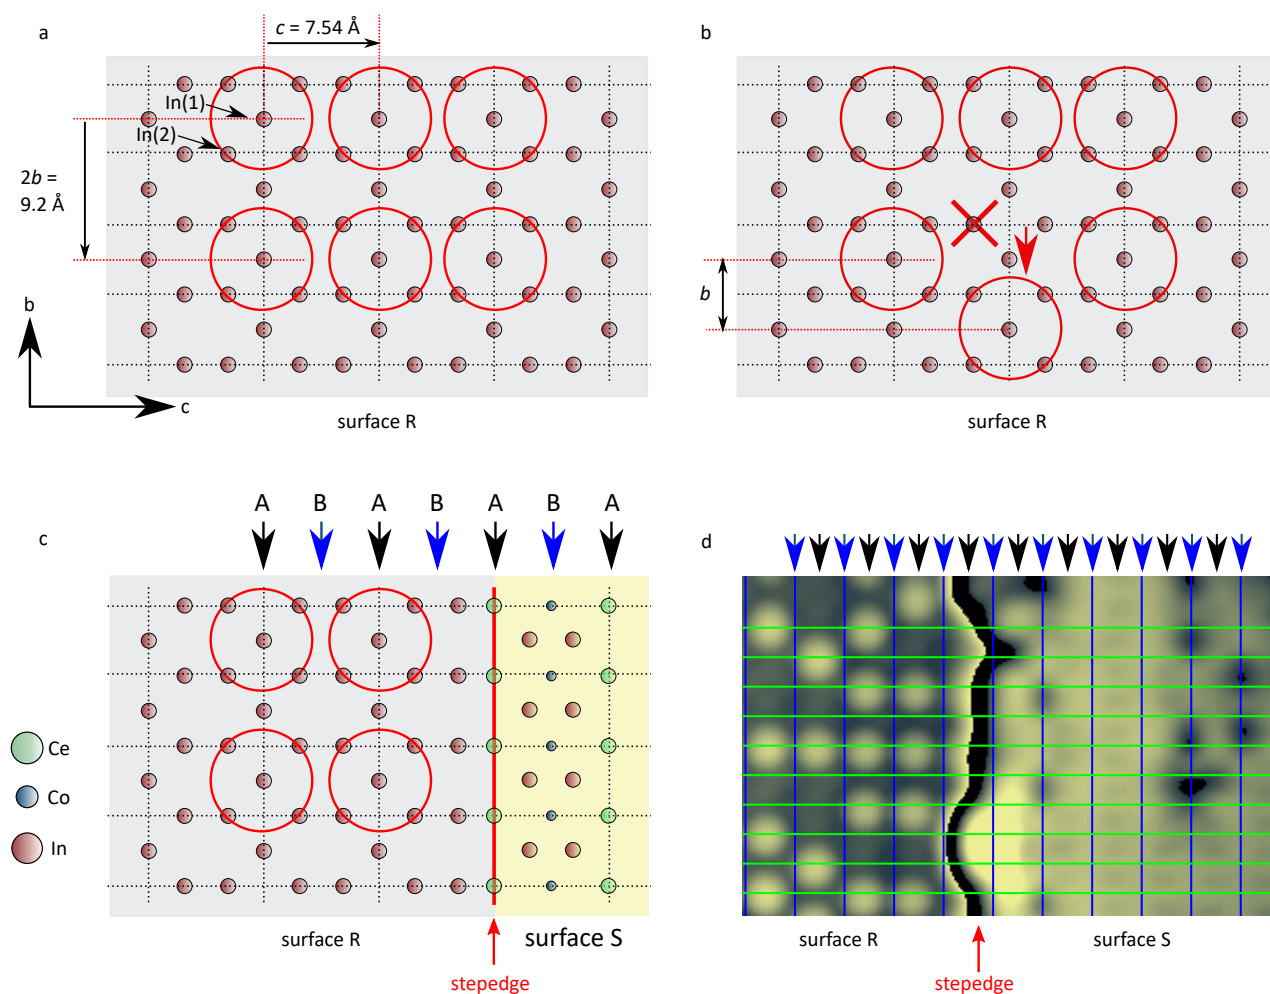 a
c = 7.54 Å
In(1)
In(2)
2b =
9.2 Å
b
c
surface R
b
b
surface R
A B A B A B A
c
Ce
Co
In
surface R
surface S
stepedge
d
surface R
surface S
stepedge